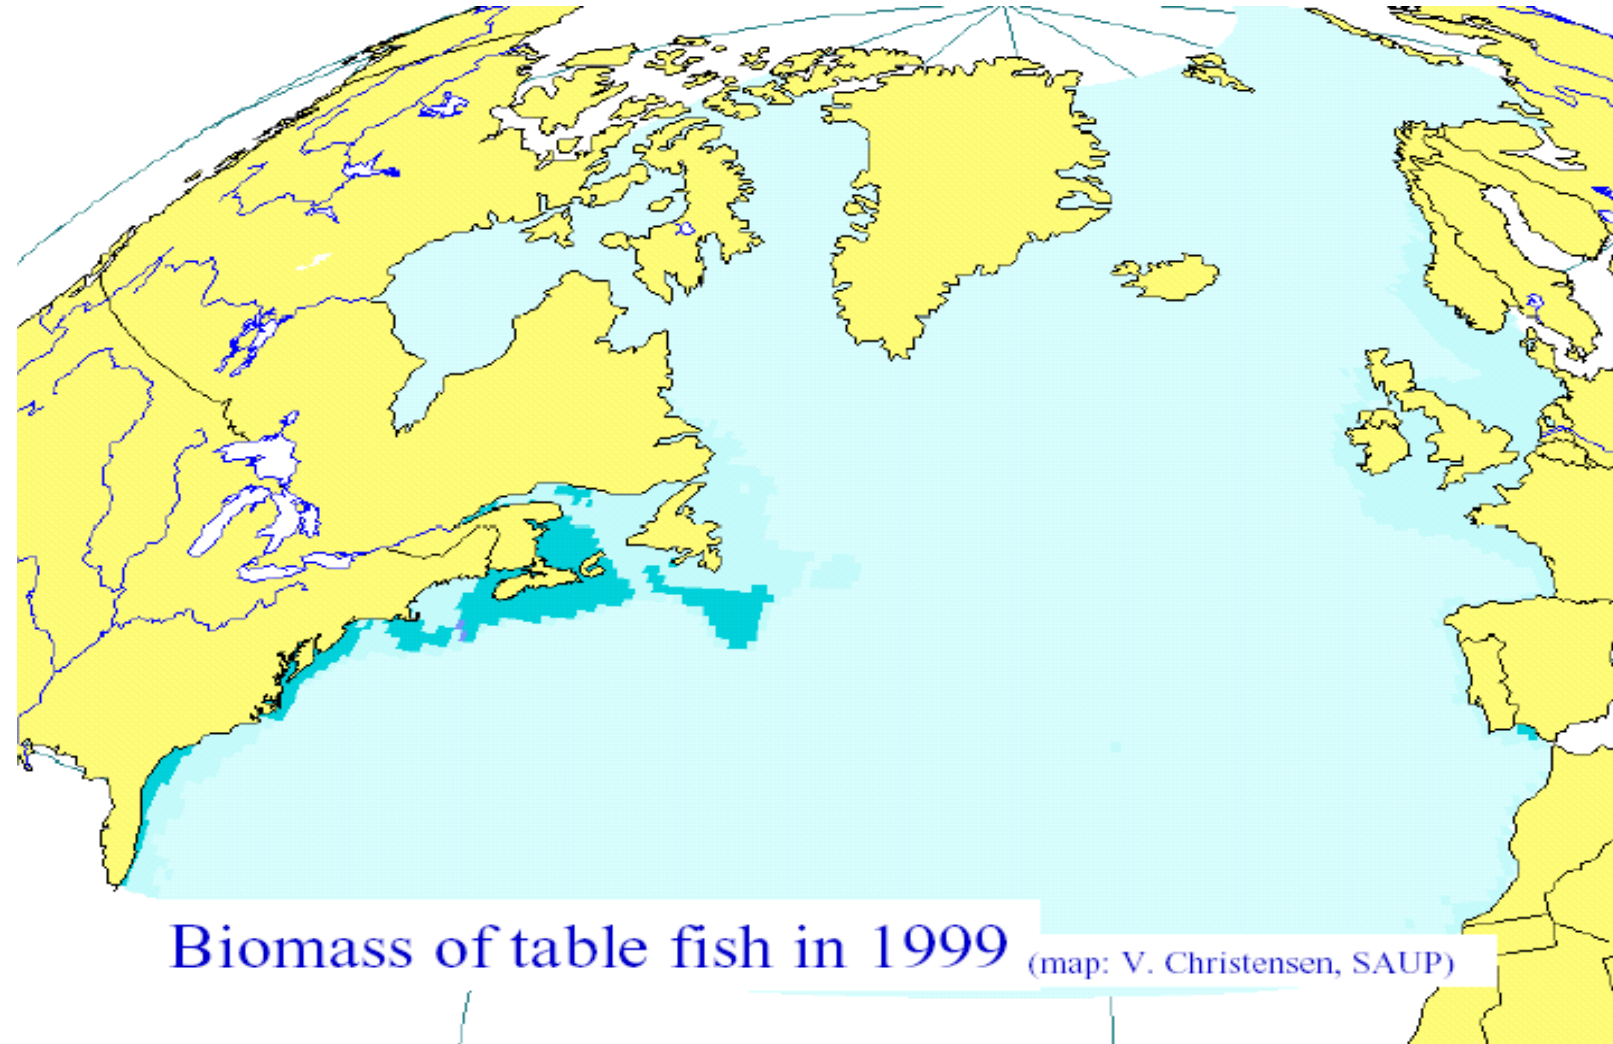 Biomass of table fish in 1999 (map: V. Christensen, SAUP)